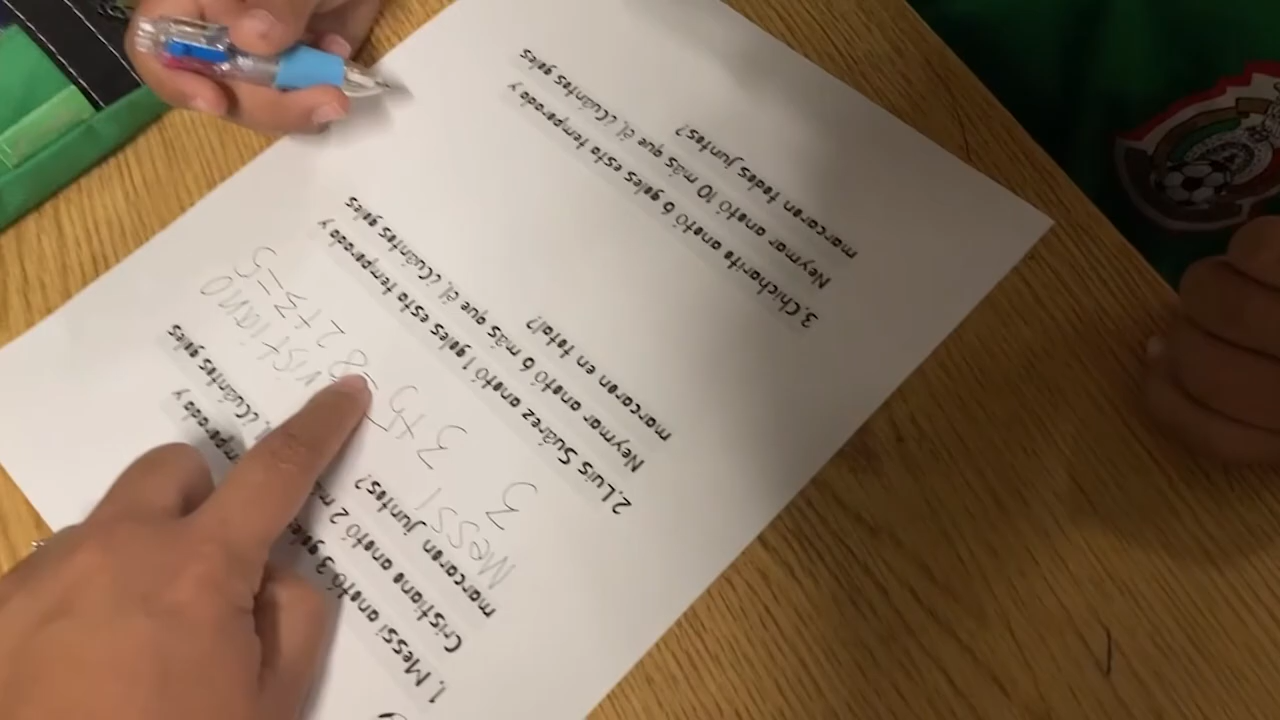 1. Messi anotó 3 goles
Cristiano anotó 2 más
marcaron juntos?
Messi
3
3+5=8
2+3=5
2. Luis Suárez anotó 1 goles esta temporada y
Neymar anotó 6 más que él, ¿Cuántos goles
marcaron en total?
3. Chicharito anotó 6 goles esta temporada y
Neymar anotó 10 más que él, ¿Cuántos goles
marcaron todos juntos?